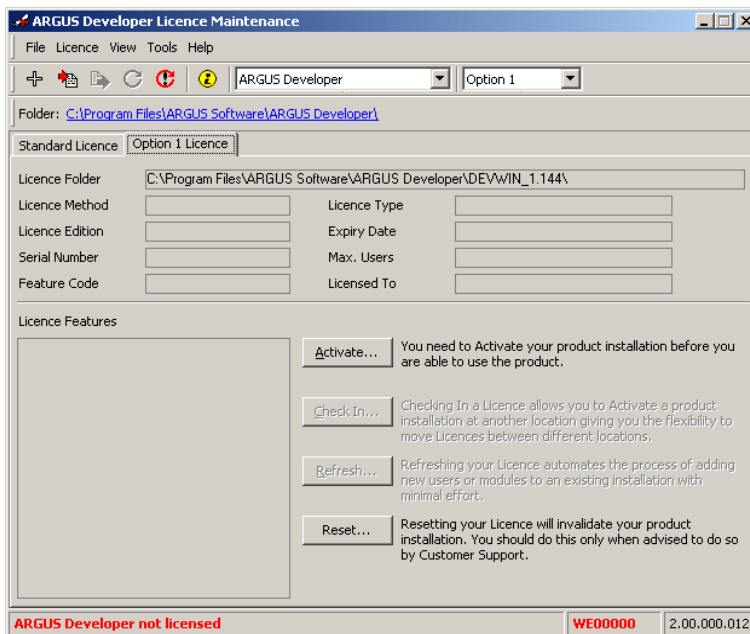 ARGUS Developer Licence Maintenance
File Licence View Tools Help
ARGUS Developer Option 1
Folder: C:\Program Files\ARGUS Software\ARGUS Developer\
Standard Licence Option 1 Licence
Licence Folder C:\Program Files\ARGUS Software\ARGUS Developer\DEVWIN_1.144\
Licence Method Licence Type
Licence Edition Expiry Date
Serial Number Max. Users
Feature Code Licensed To
Licence Features
Activate... You need to Activate your product installation before you
are able to use the product.
Check In... Checking In a Licence allows you to Activate a product
installation at another location giving you the flexibility to
move Licences between different locations.
Refresh... Refreshing your Licence automates the process of adding
new users or modules to an existing installation with
minimal effort.
Reset... Resetting your Licence will invalidate your product
installation. You should do this only when advised to do so
by Customer Support.
ARGUS Developer not licensed WE00000 2.00.000.012